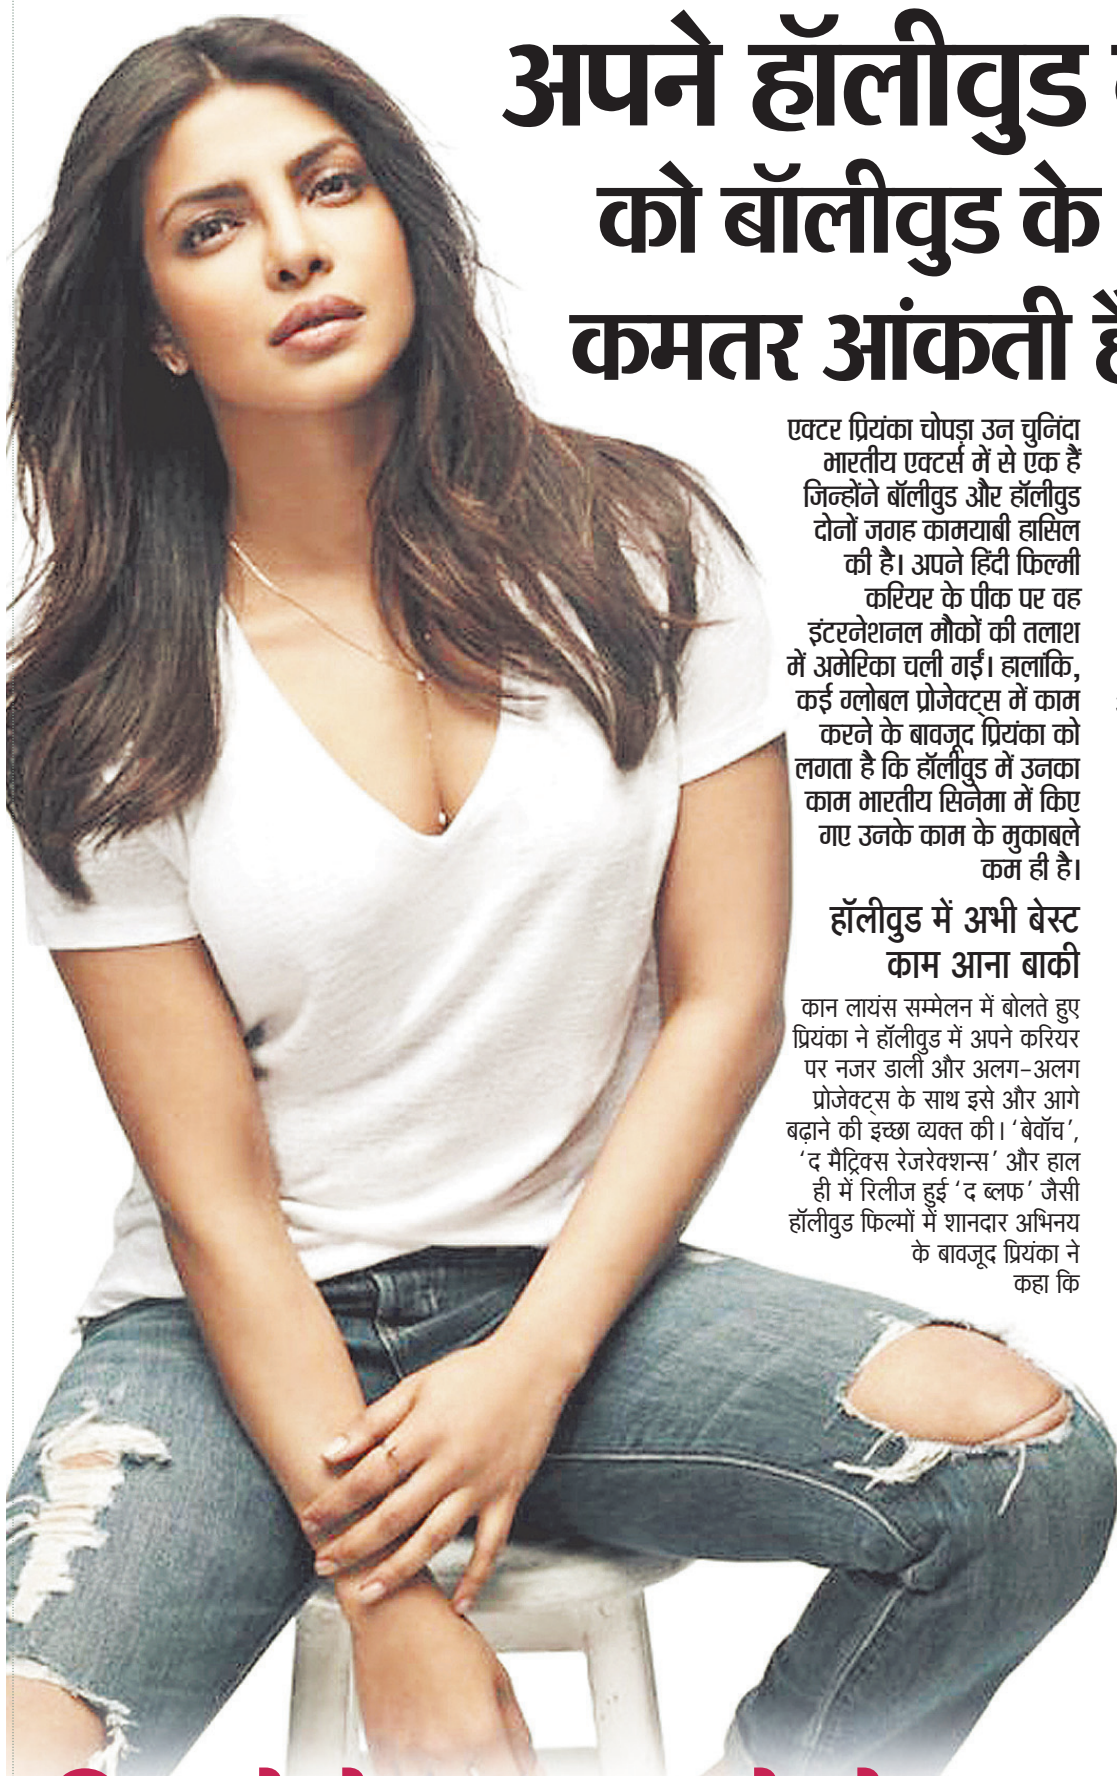 अपने हॉलीवुड
को बॉलीवुड के
कमतर आंकती
एक्टर प्रियंका चोपड़ा उन चुनिंदा
भारतीय एक्टर्स में से एक हैं
जिन्होंने बॉलीवुड और हॉलीवुड
दोनों जगह कामयाबी हासिल
की है। अपने हिंदी फिल्मी
करियर के पीक पर वह
इंटरनेशनल मौकों की तलाश
में अमेरिका चली गईं। हालांकि,
कई ग्लोबल प्रोजेक्ट्स में काम
करने के बावजूद प्रियंका को
लगता है कि हॉलीवुड में उनका
काम भारतीय सिनेमा में किए
गए उनके काम के मुकाबले
कम ही है।
हॉलीवुड में अभी बेस्ट
काम आना बाकी
कान लायंस सम्मेलन में बोलते हुए
प्रियंका ने हॉलीवुड में अपने करियर
पर नजर डाली और अलग-अलग
प्रोजेक्ट्स के साथ इसे और आगे
बढ़ाने की इच्छा व्यक्त की। ‘बेवॉच’,
‘द मैट्रिक्स रेजरेक्शन्स’ और हाल
ही में रिलीज हुई ‘द ब्लफ’ जैसी
हॉलीवुड फिल्मों में शानदार अभिनय
के बावजूद प्रियंका ने
कहा कि